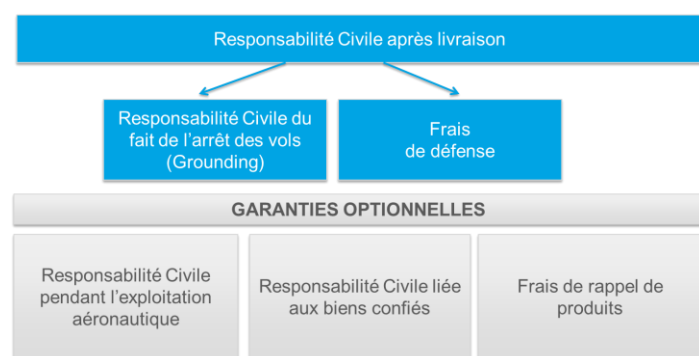 Responsabilité Civile après livraison
Responsabilité Civile du
fait de l'arrêt des vols
(Grounding)
Frais
de défense
GARANTIES OPTIONNELLES
Responsabilité Civile
pendant l'exploitation
aéronautique
Responsabilité Civile liée
aux biens confiés
Frais de rappel de
produits